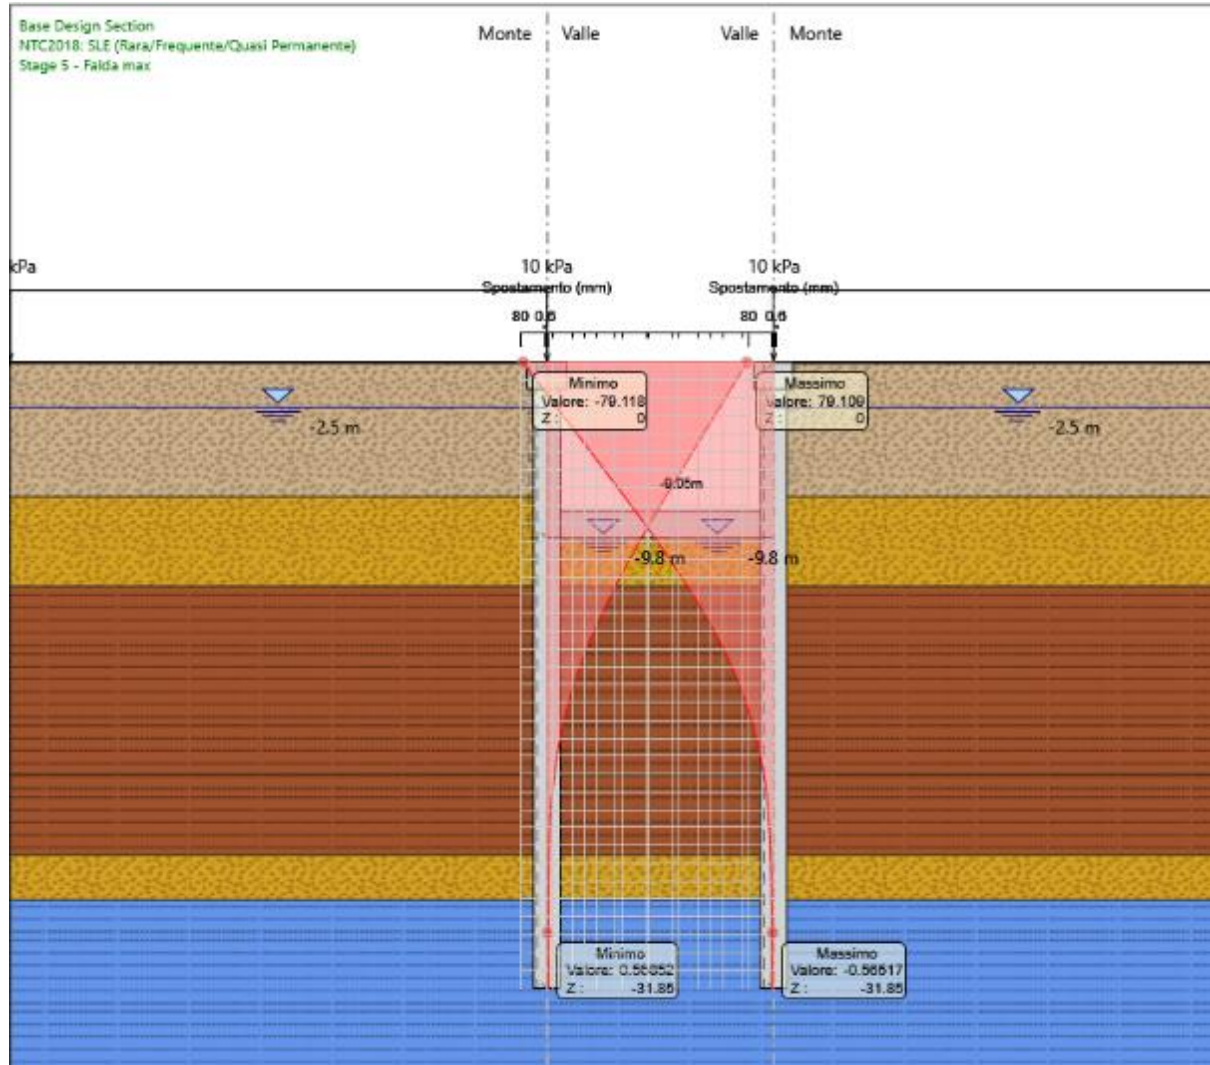 Base Design Section
NTC2018: SLE (Rara/Frequente/Quasi Permanente)
Stage 5 - Falda max
Monte
Valle
Valle
Monte
kPa
10 kPa
10 kPa
Spostamento (mm)
Spostamento (mm)
80 0.6
80 0.6
Minimo
Valore: -79.118
Z : 0
Massimo
Valore: 79.109
Z : 0
-2.5 m
-2.5 m
-9.05m
-9.8 m
-9.8 m
Minimo
Valore:
Z : -31.85
Massimo
Valore:
Z : -31.85